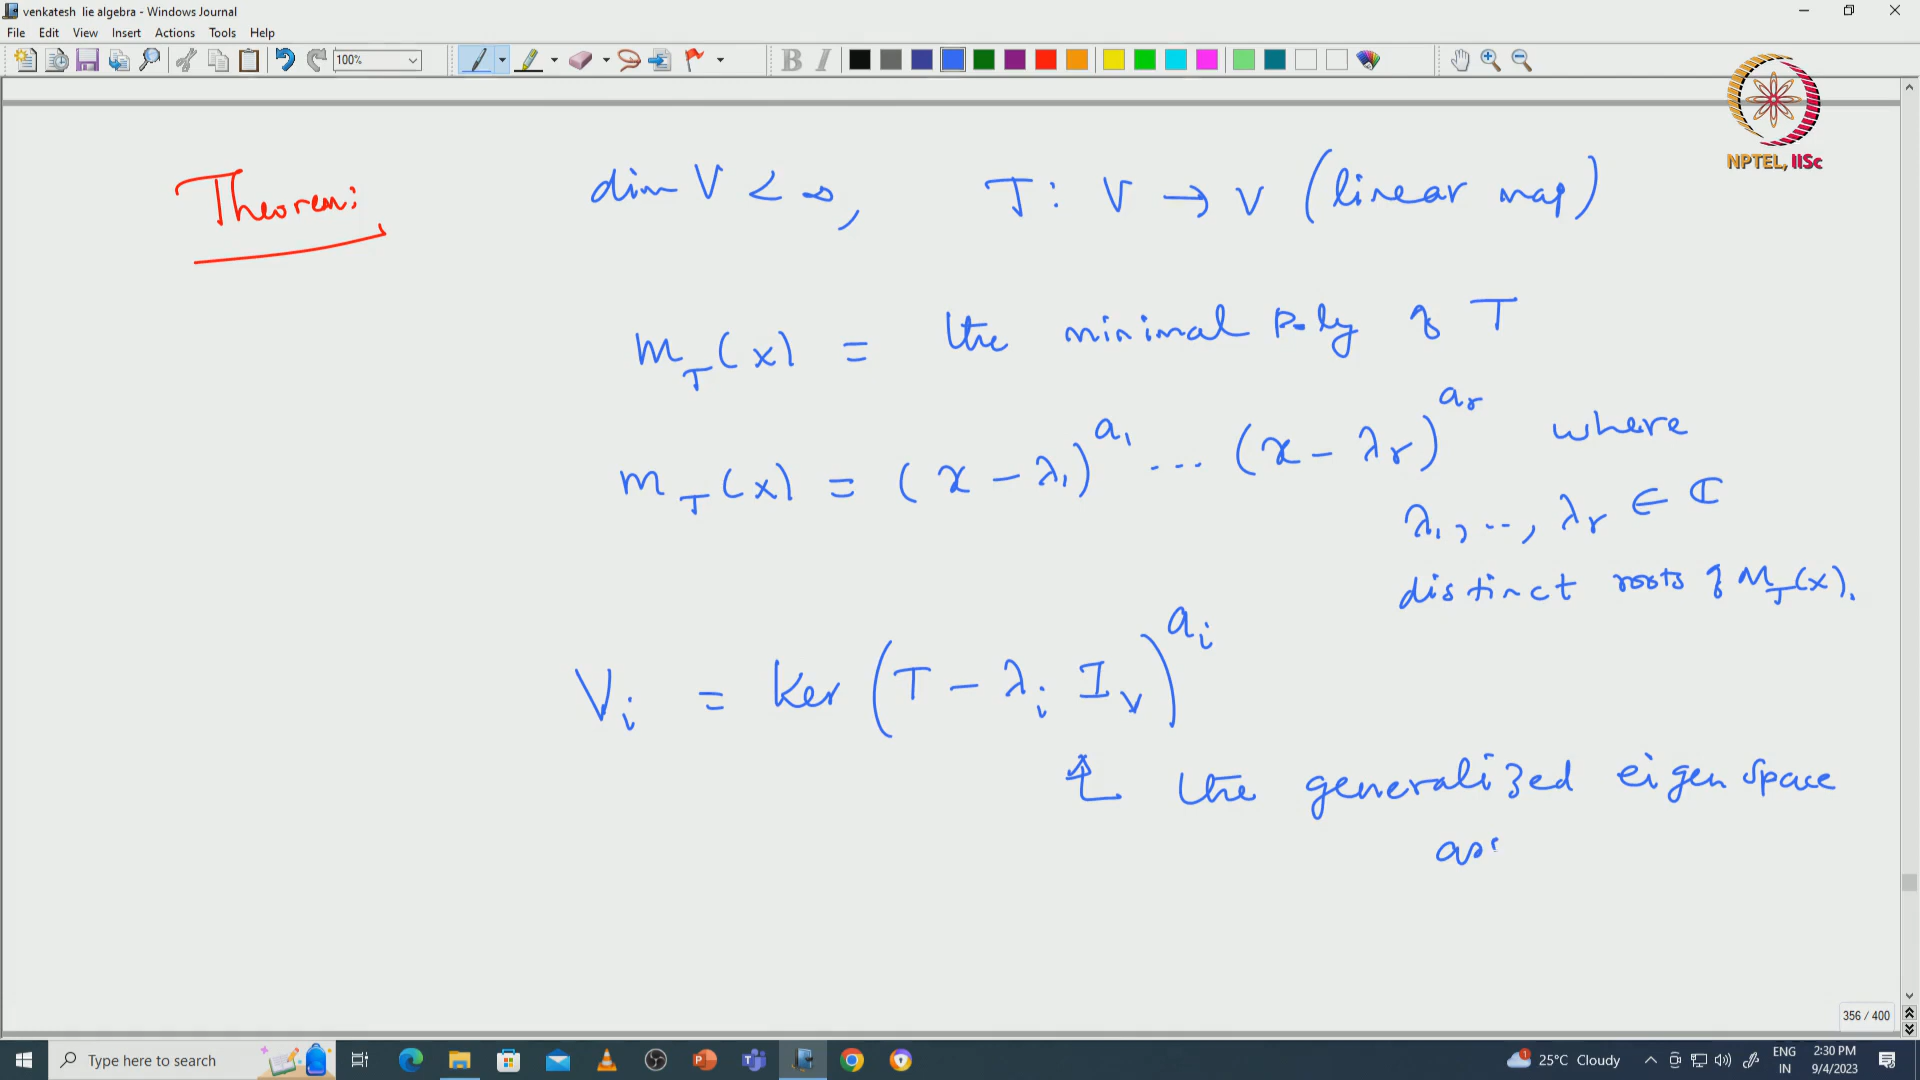 venkatesh lie algebra - Windows Journal
File Edit View Insert Actions Tools Help
100%
B I
NPTEL, IISc
Theorem: dim V < ∞, T: V → V (linear map)
m_T(x) = the minimal poly of T
m_T(x) = (x - λ_1)^{a_1} ... (x - λ_r)^{a_r} where
λ_1, .., λ_r ∈ ℂ
distinct roots of m_T(x).
V_i = Ker (T - λ_i I_V)^{a_i}
↑ the generalized eigen space
ass
356 / 400
Type here to search
1 25°C Cloudy ENG IN 2:30 PM 9/4/2023